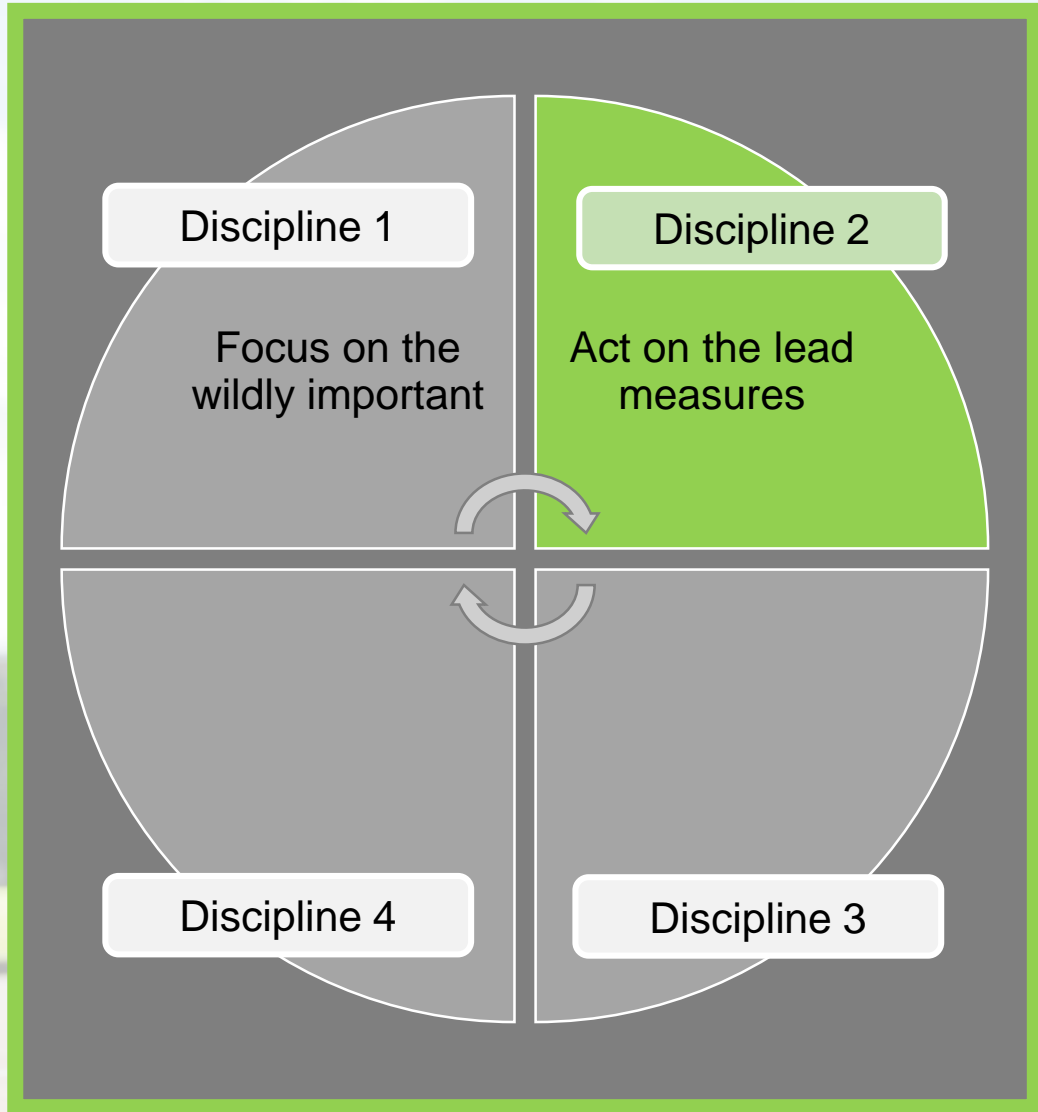 Discipline 1
Discipline 2
Focus on the
wildly important
Act on the lead
measures
Discipline 4
Discipline 3